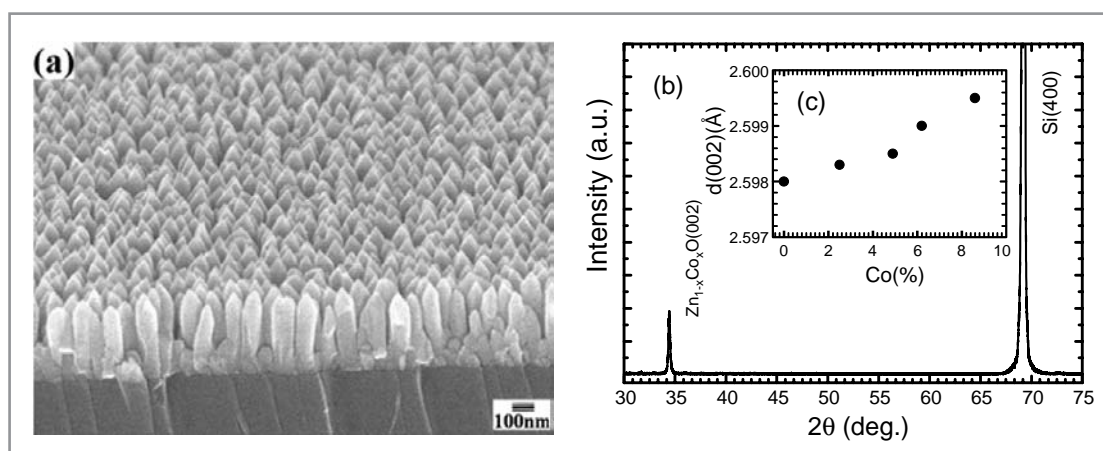 (a)
100nm
(b)
Intensity (a.u.)
Zn1-xCoxO(002)
Si(400)
30 35 40 45 50 55 60 65 70 75
2θ (deg.)
(c)
d(002)(Å)
2.600
2.599
2.598
2.597
0 2 4 6 8 10
Co(%)